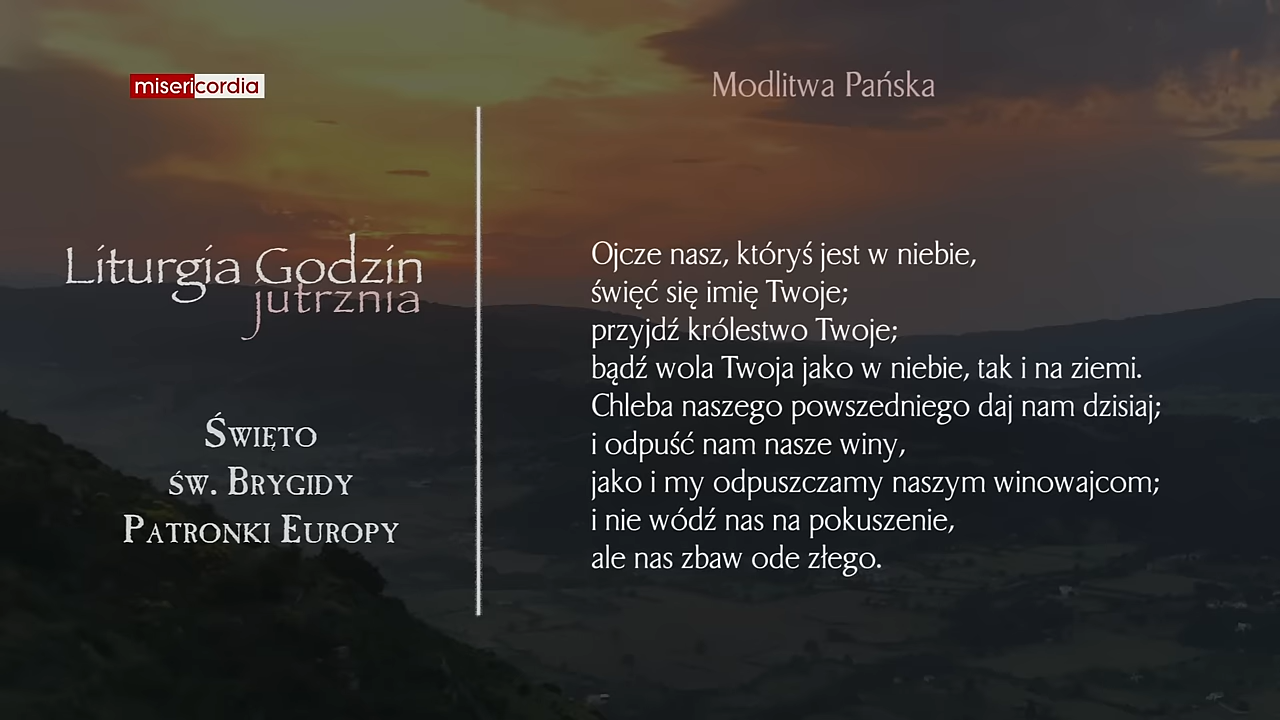 misericordia
Liturgia Godzin
jutrznia
Święto
św. Brygidy
Patronki Europy
Modlitwa Pańska
Ojcze nasz, któryś jest w niebie,
święć się imię Twoje;
przyjdź królestwo Twoje;
bądź wola Twoja jako w niebie, tak i na ziemi.
Chleba naszego powszedniego daj nam dzisiaj;
i odpuść nam nasze winy,
jako i my odpuszczamy naszym winowajcom;
i nie wódź nas na pokuszenie,
ale nas zbaw ode złego.